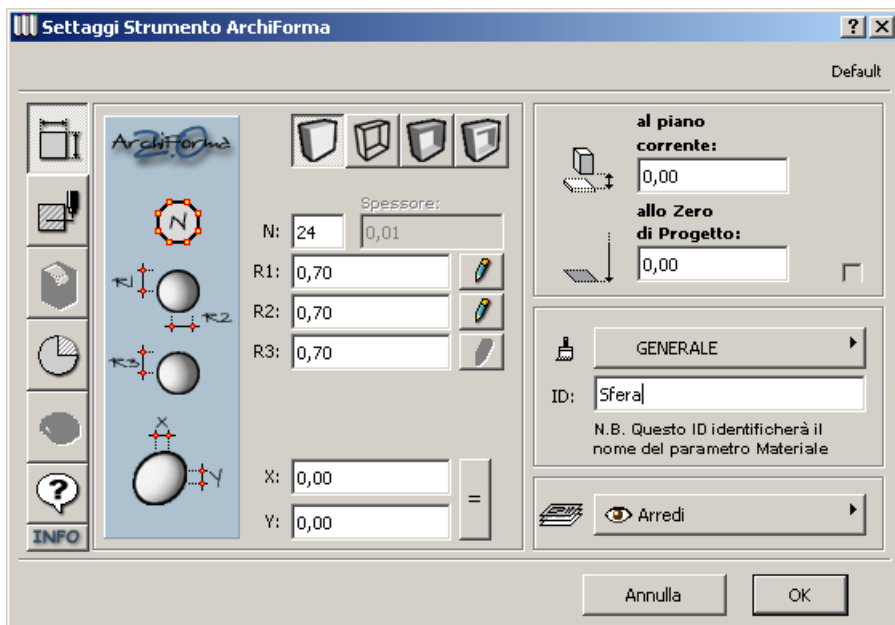 Settaggi Strumento ArchiForma
Default
ArchiForma
2.0
N
R1
R2
R3
X
Y
Spessore:
N: 24 0,01
R1: 0,70
R2: 0,70
R3: 0,70
X: 0,00
=
Y: 0,00
?
INFO
al piano
corrente:
0,00
allo Zero
di Progetto:
0,00
GENERALE
ID: Sfera
N.B. Questo ID identificherà il
nome del parametro Materiale
Arredi
Annulla OK